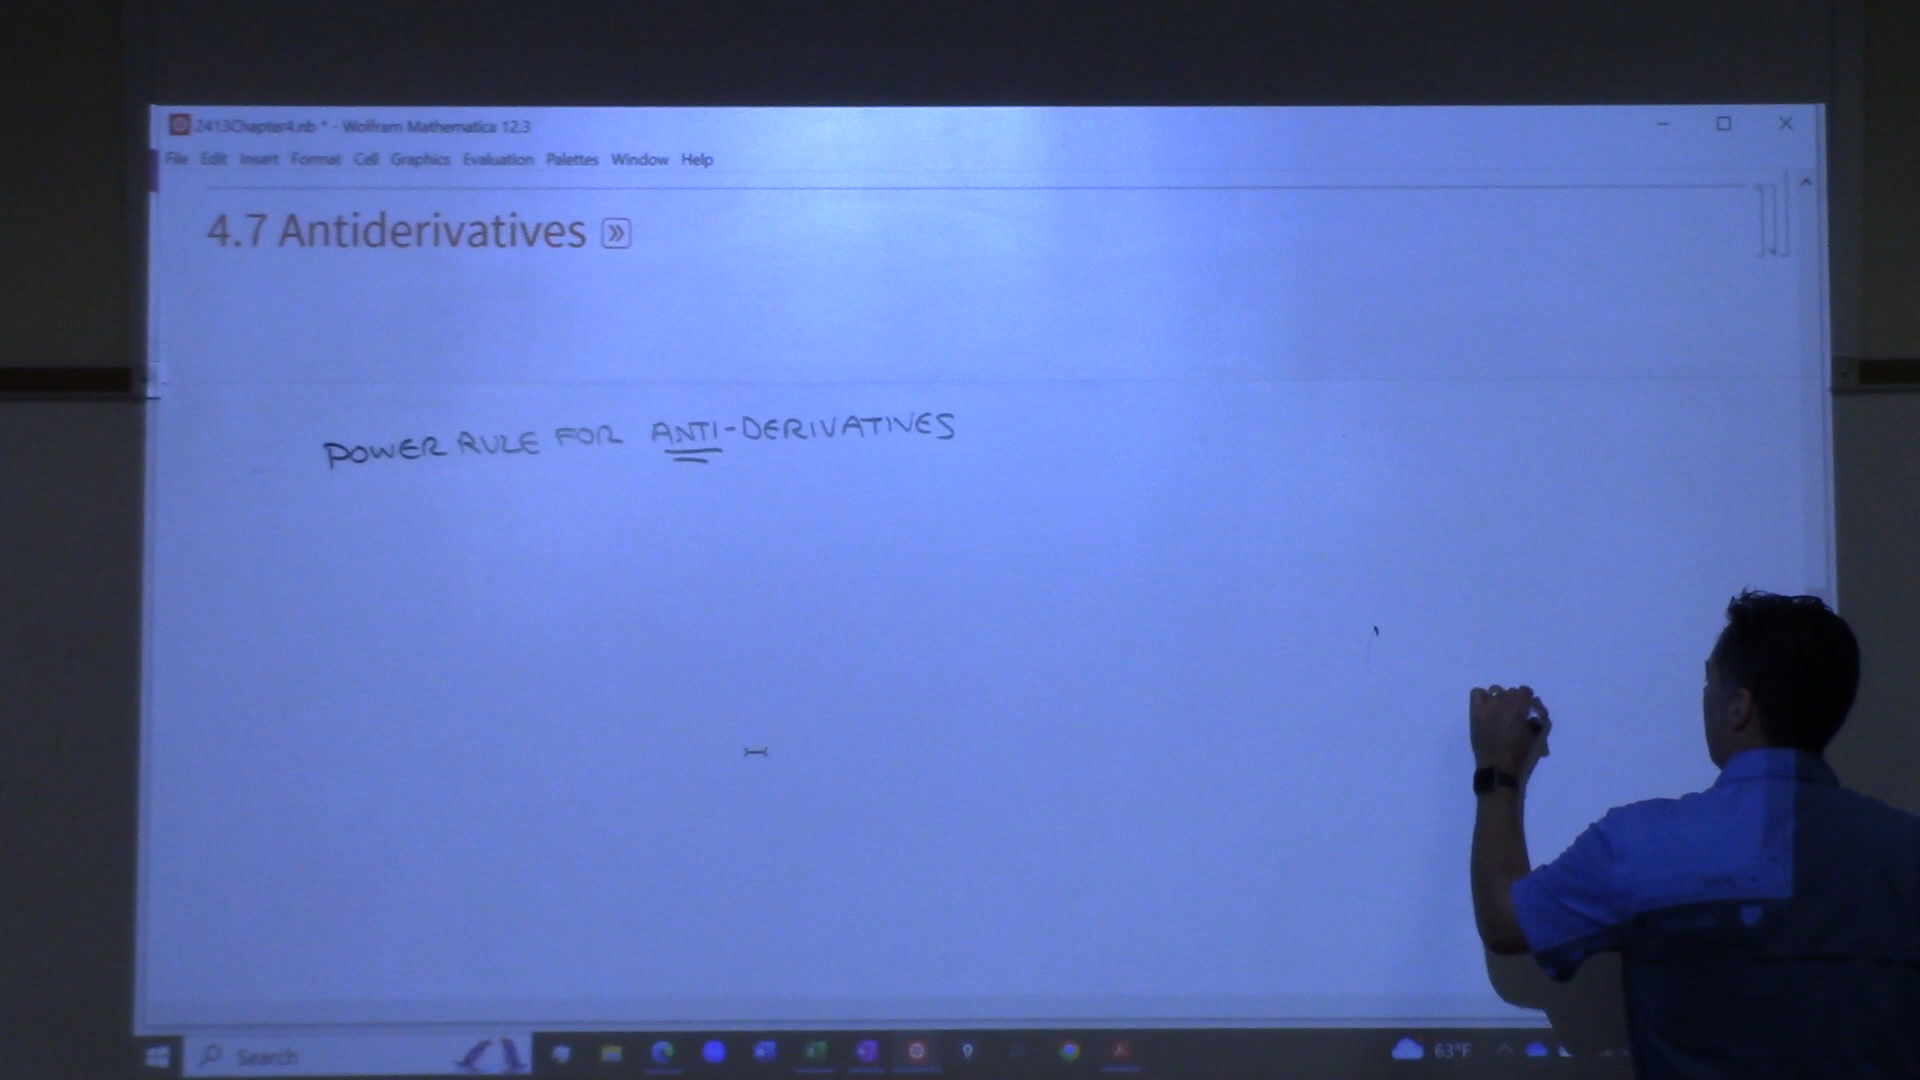 2413Chapter4.nb * - Wolfram Mathematica 12.3
File Edit Insert Format Cell Graphics Evaluation Palettes Window Help
4.7 Antiderivatives
POWER RULE FOR ANTI-DERIVATIVES
Search
63°F